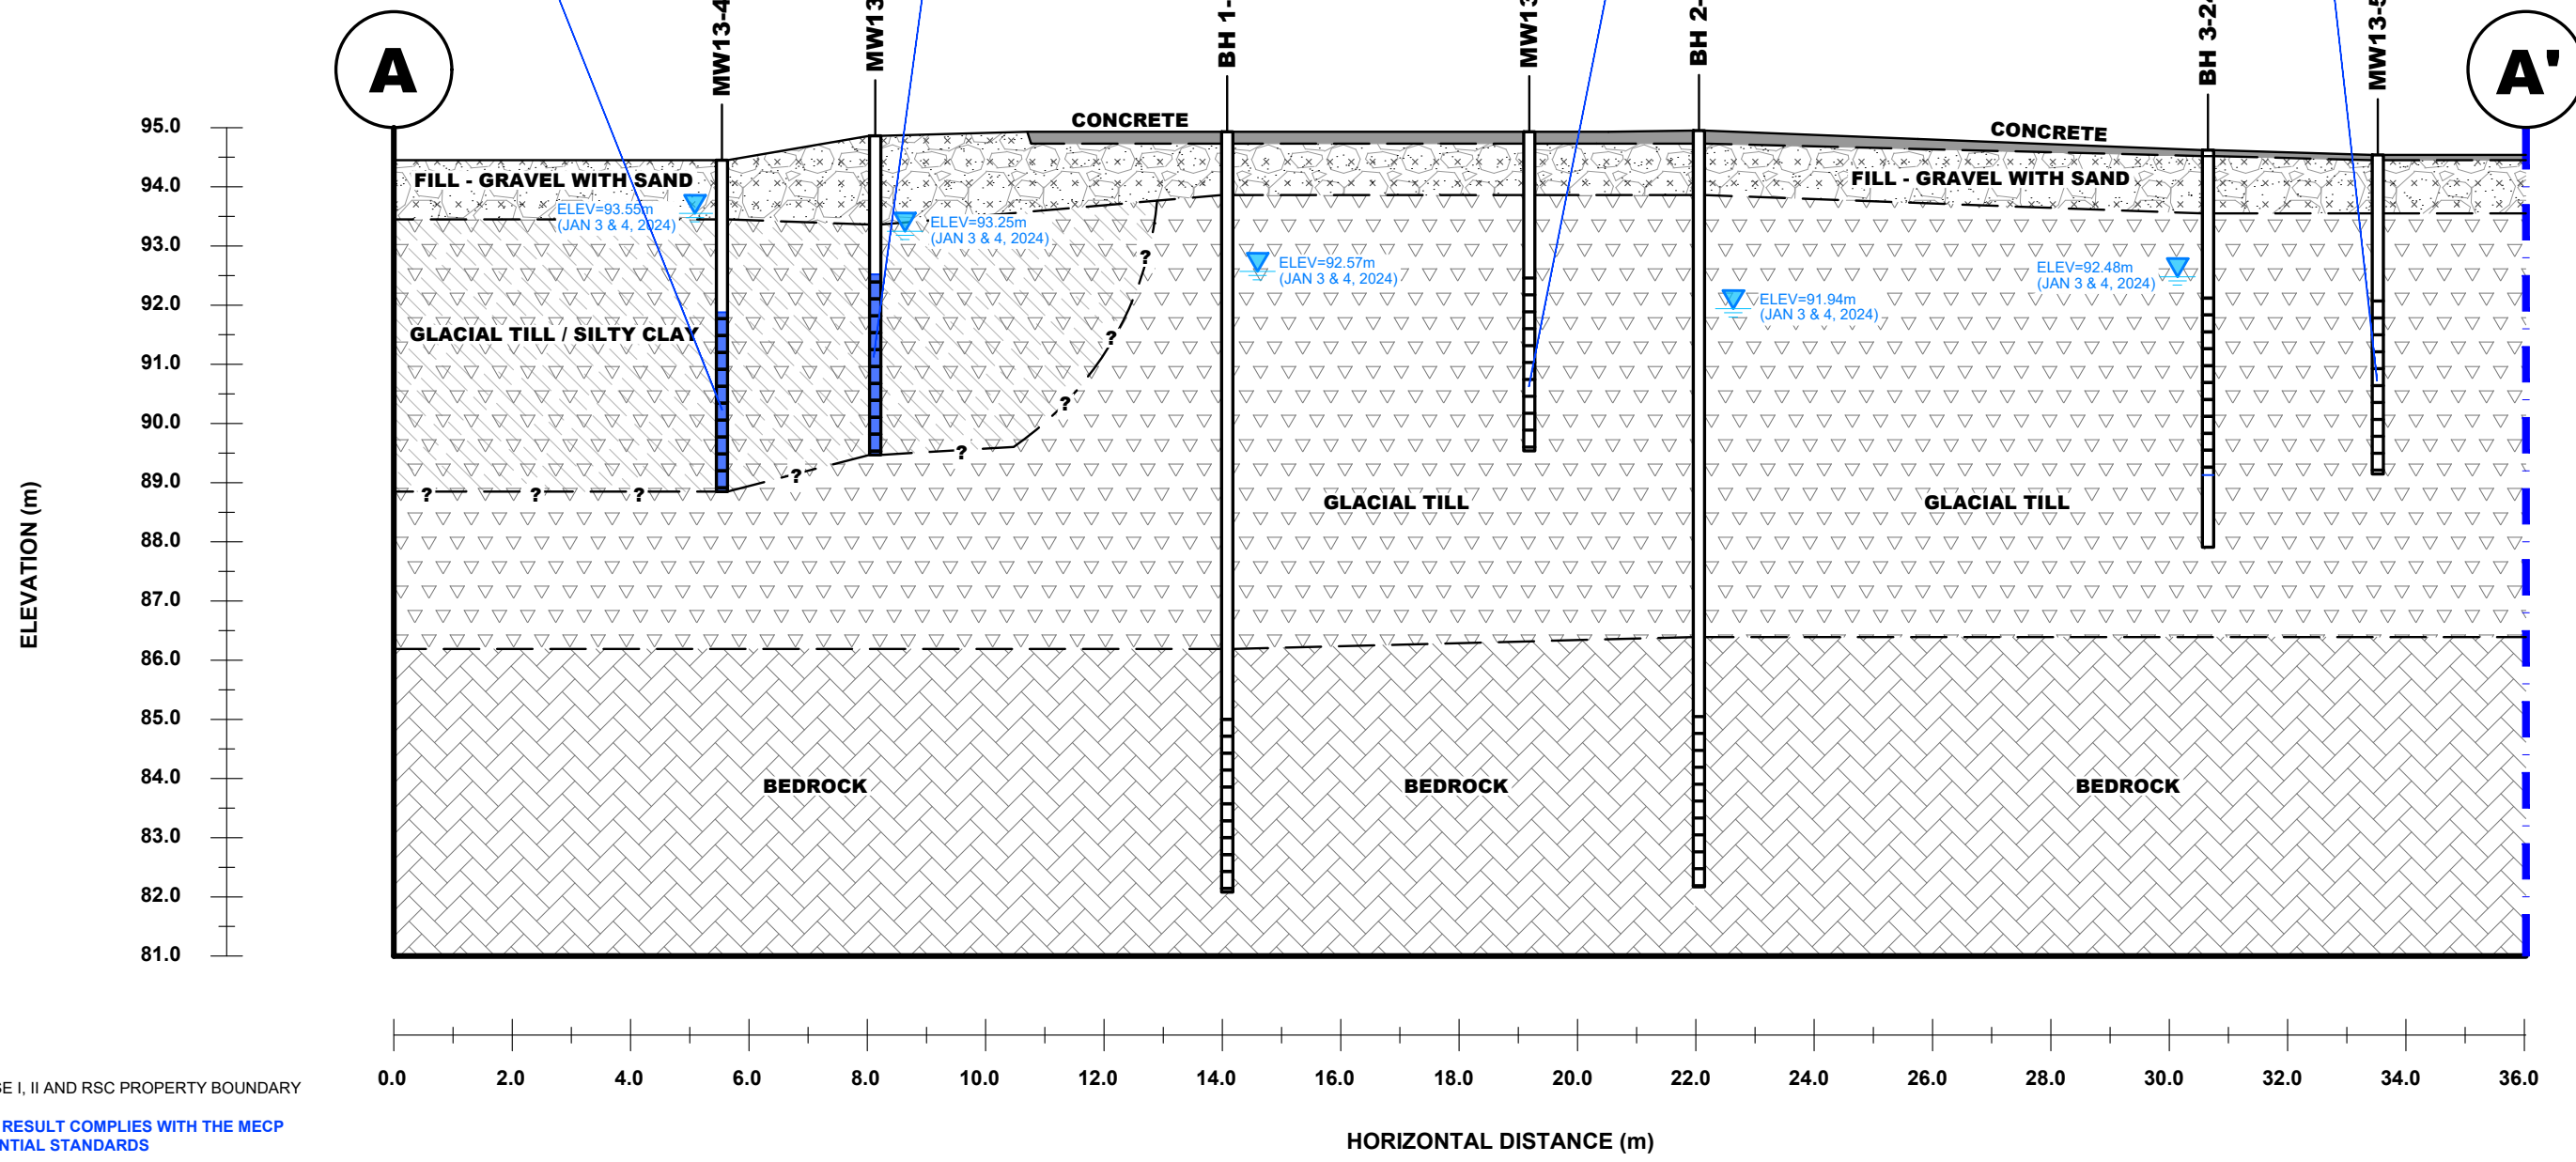 A
MW13-4
MW13
BH 1-
MW13
BH 2-
BH 3-24
MW13-5
A'
CONCRETE
CONCRETE
95.0
94.0
93.0
92.0
91.0
90.0
89.0
88.0
87.0
86.0
85.0
84.0
83.0
82.0
81.0
ELEVATION (m)
FILL - GRAVEL WITH SAND
FILL - GRAVEL WITH SAND
ELEV=93.55m
(JAN 3 & 4, 2024)
ELEV=93.25m
(JAN 3 & 4, 2024)
ELEV=92.57m
(JAN 3 & 4, 2024)
ELEV=91.94m
(JAN 3 & 4, 2024)
ELEV=92.48m
(JAN 3 & 4, 2024)
GLACIAL TILL / SILTY CLAY
?
?
?
?
?
?
?
?
GLACIAL TILL
GLACIAL TILL
BEDROCK
BEDROCK
BEDROCK
0.0 2.0 4.0 6.0 8.0 10.0 12.0 14.0 16.0 18.0 20.0 22.0 24.0 26.0 28.0 30.0 32.0 34.0 36.0
HORIZONTAL DISTANCE (m)
SE I, II AND RSC PROPERTY BOUNDARY
RESULT COMPLIES WITH THE MECP
NTIAL STANDARDS